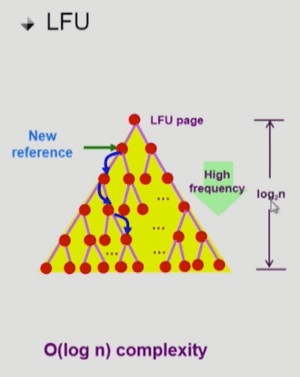 LFU
LFU page
New
reference
High
frequency
log₂n
...
...
...
...
O(log n) complexity